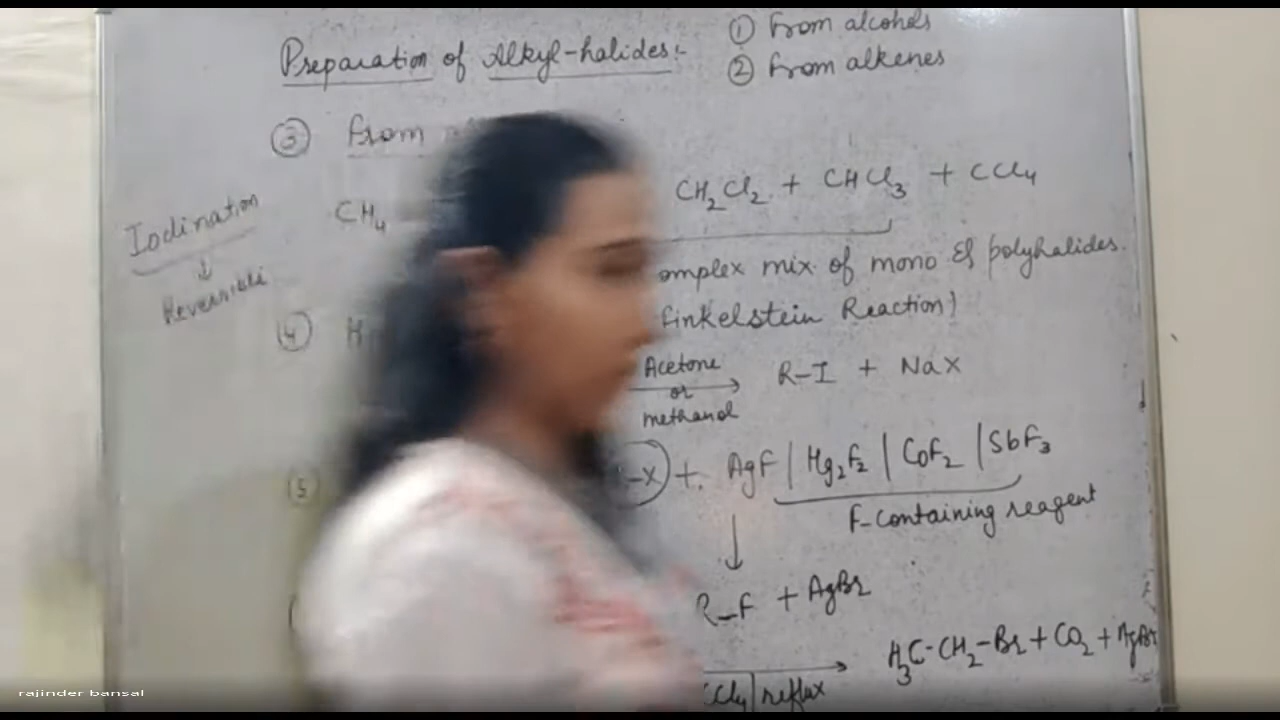 Preparation of Alkyl-halides:-
① From alcohols
② From alkenes
③ From
CH4 CH2Cl2 + CHCl3 + CCl4
Iodination
↓
Reversible
omplex mix of mono & polyhalides.
④ H
Finkelstein Reaction)
Acetone
or
methanol
→ R-I + NaX
⑤ -X + AgF | Hg2F2 | CoF2 | SbF3
F-containing reagent
↓
R-F + AgBr
CCl4 | reflux → H3C-CH2-Br + CO2 + AgBr
rajinder bansal